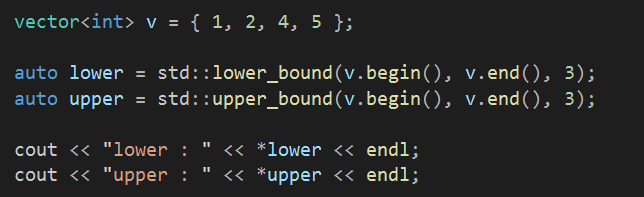 vector<int> v = { 1, 2, 4, 5 };
auto lower = std::lower_bound(v.begin(), v.end(), 3);
auto upper = std::upper_bound(v.begin(), v.end(), 3);
cout << "lower : " << *lower << endl;
cout << "upper : " << *upper << endl;